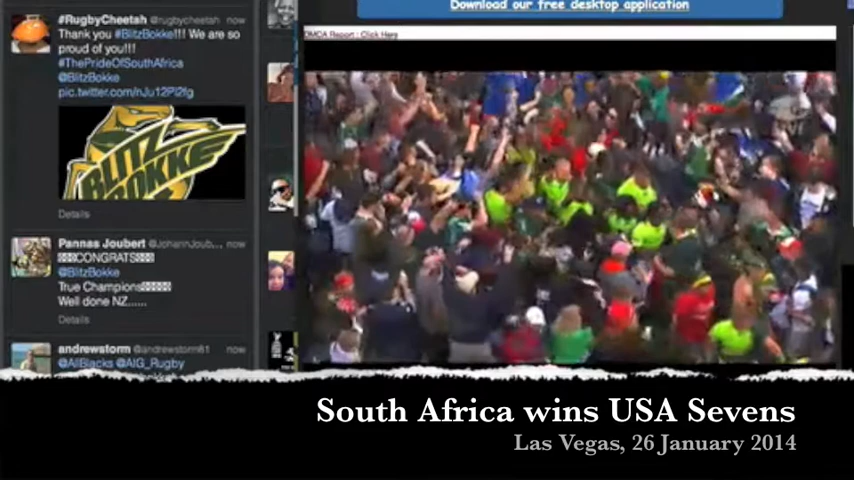 #RugbyCheetah @rugbycheetah now
Thank you #BlitzBokke!!! We are so
proud of you!!!
#ThePrideOfSouthAfrica
@BlitzBokke
pic.twitter.com/nJu12Pl2fg
BLITZ
BOKKE
Details
Pannas Joubert @JohannJoub... now
CONGRATS
@BlitzBokke
True Champions
Well done NZ......
Details
andrewstorm @andrewstorm81 now
@AllBlacks @AIG_Rugby
Download our free desktop application
DMCA Report : Click Here
South Africa wins USA Sevens
Las Vegas, 26 January 2014